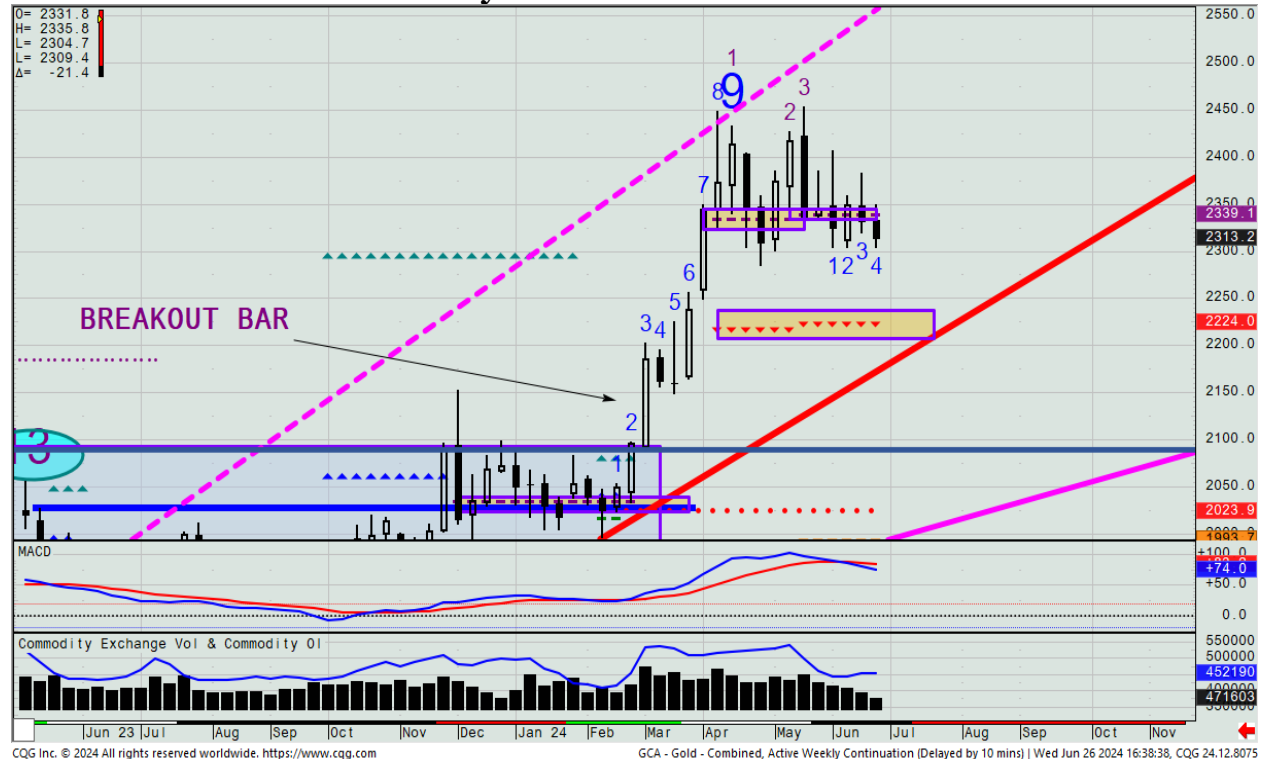 O= 2331.8
H= 2335.8
L= 2304.7
L= 2309.4
Δ= -21.4
2550.0
2500.0
2450.0
2400.0
2350.0
2339.1
2313.2
2300.0
2250.0
2224.0
2200.0
2150.0
2100.0
2050.0
2023.9
1993.7
1
8
9
3
2
7
6
5
3
4
2
1
1
2
3
4
BREAKOUT BAR
13
MACD
+100.0
+74.0
+50.0
0.0
Commodity Exchange Vol & Commodity OI
550000
500000
452190
471603
Jun 23
Jul
Aug
Sep
Oct
Nov
Dec
Jan 24
Feb
Mar
Apr
May
Jun
Jul
Aug
Sep
Oct
Nov
CQG Inc. © 2024 All rights reserved worldwide. https://www.cqg.com
GCA - Gold - Combined, Active Weekly Continuation (Delayed by 10 mins) | Wed Jun 26 2024 16:38:38, CQG 24.12.8075